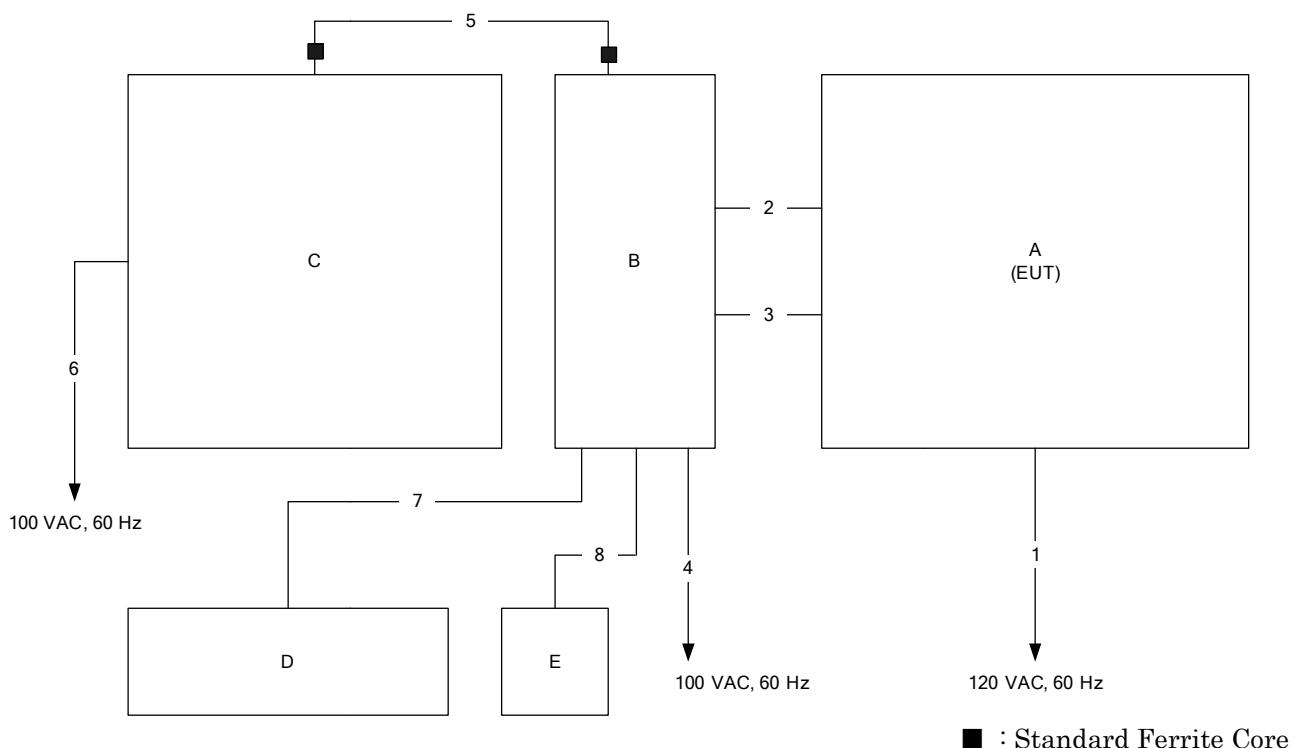 5
2
C
B
A
(EUT)
3
6
7
100 VAC, 60 Hz
8
4
1
D
E
100 VAC, 60 Hz
120 VAC, 60 Hz
■ : Standard Ferrite Core